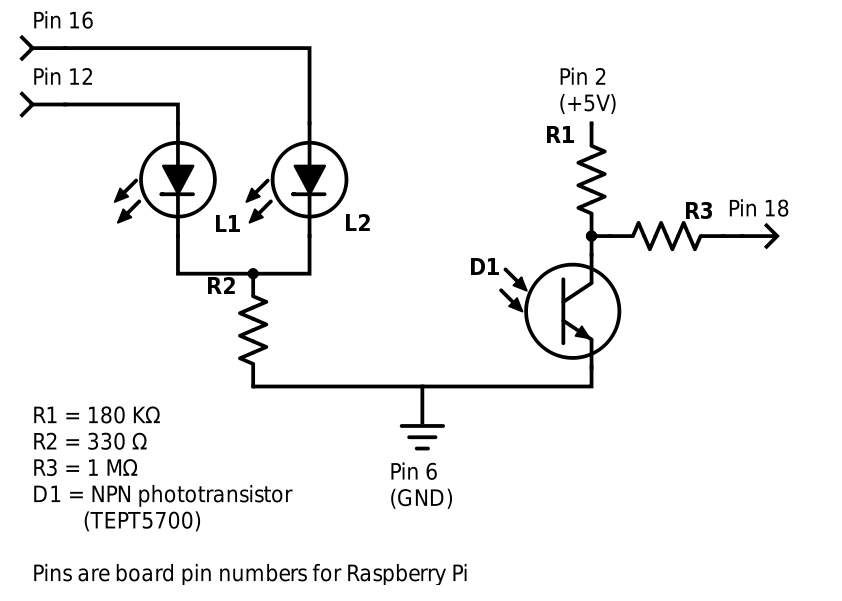 Pin 16
Pin 12
Pin 2
(+5V)
R1
R3 Pin 18
L1
L2
D1
R2
R1 = 180 KΩ
R2 = 330 Ω
R3 = 1 MΩ
D1 = NPN phototransistor
(TEPT5700)
Pin 6
(GND)
Pins are board pin numbers for Raspberry Pi